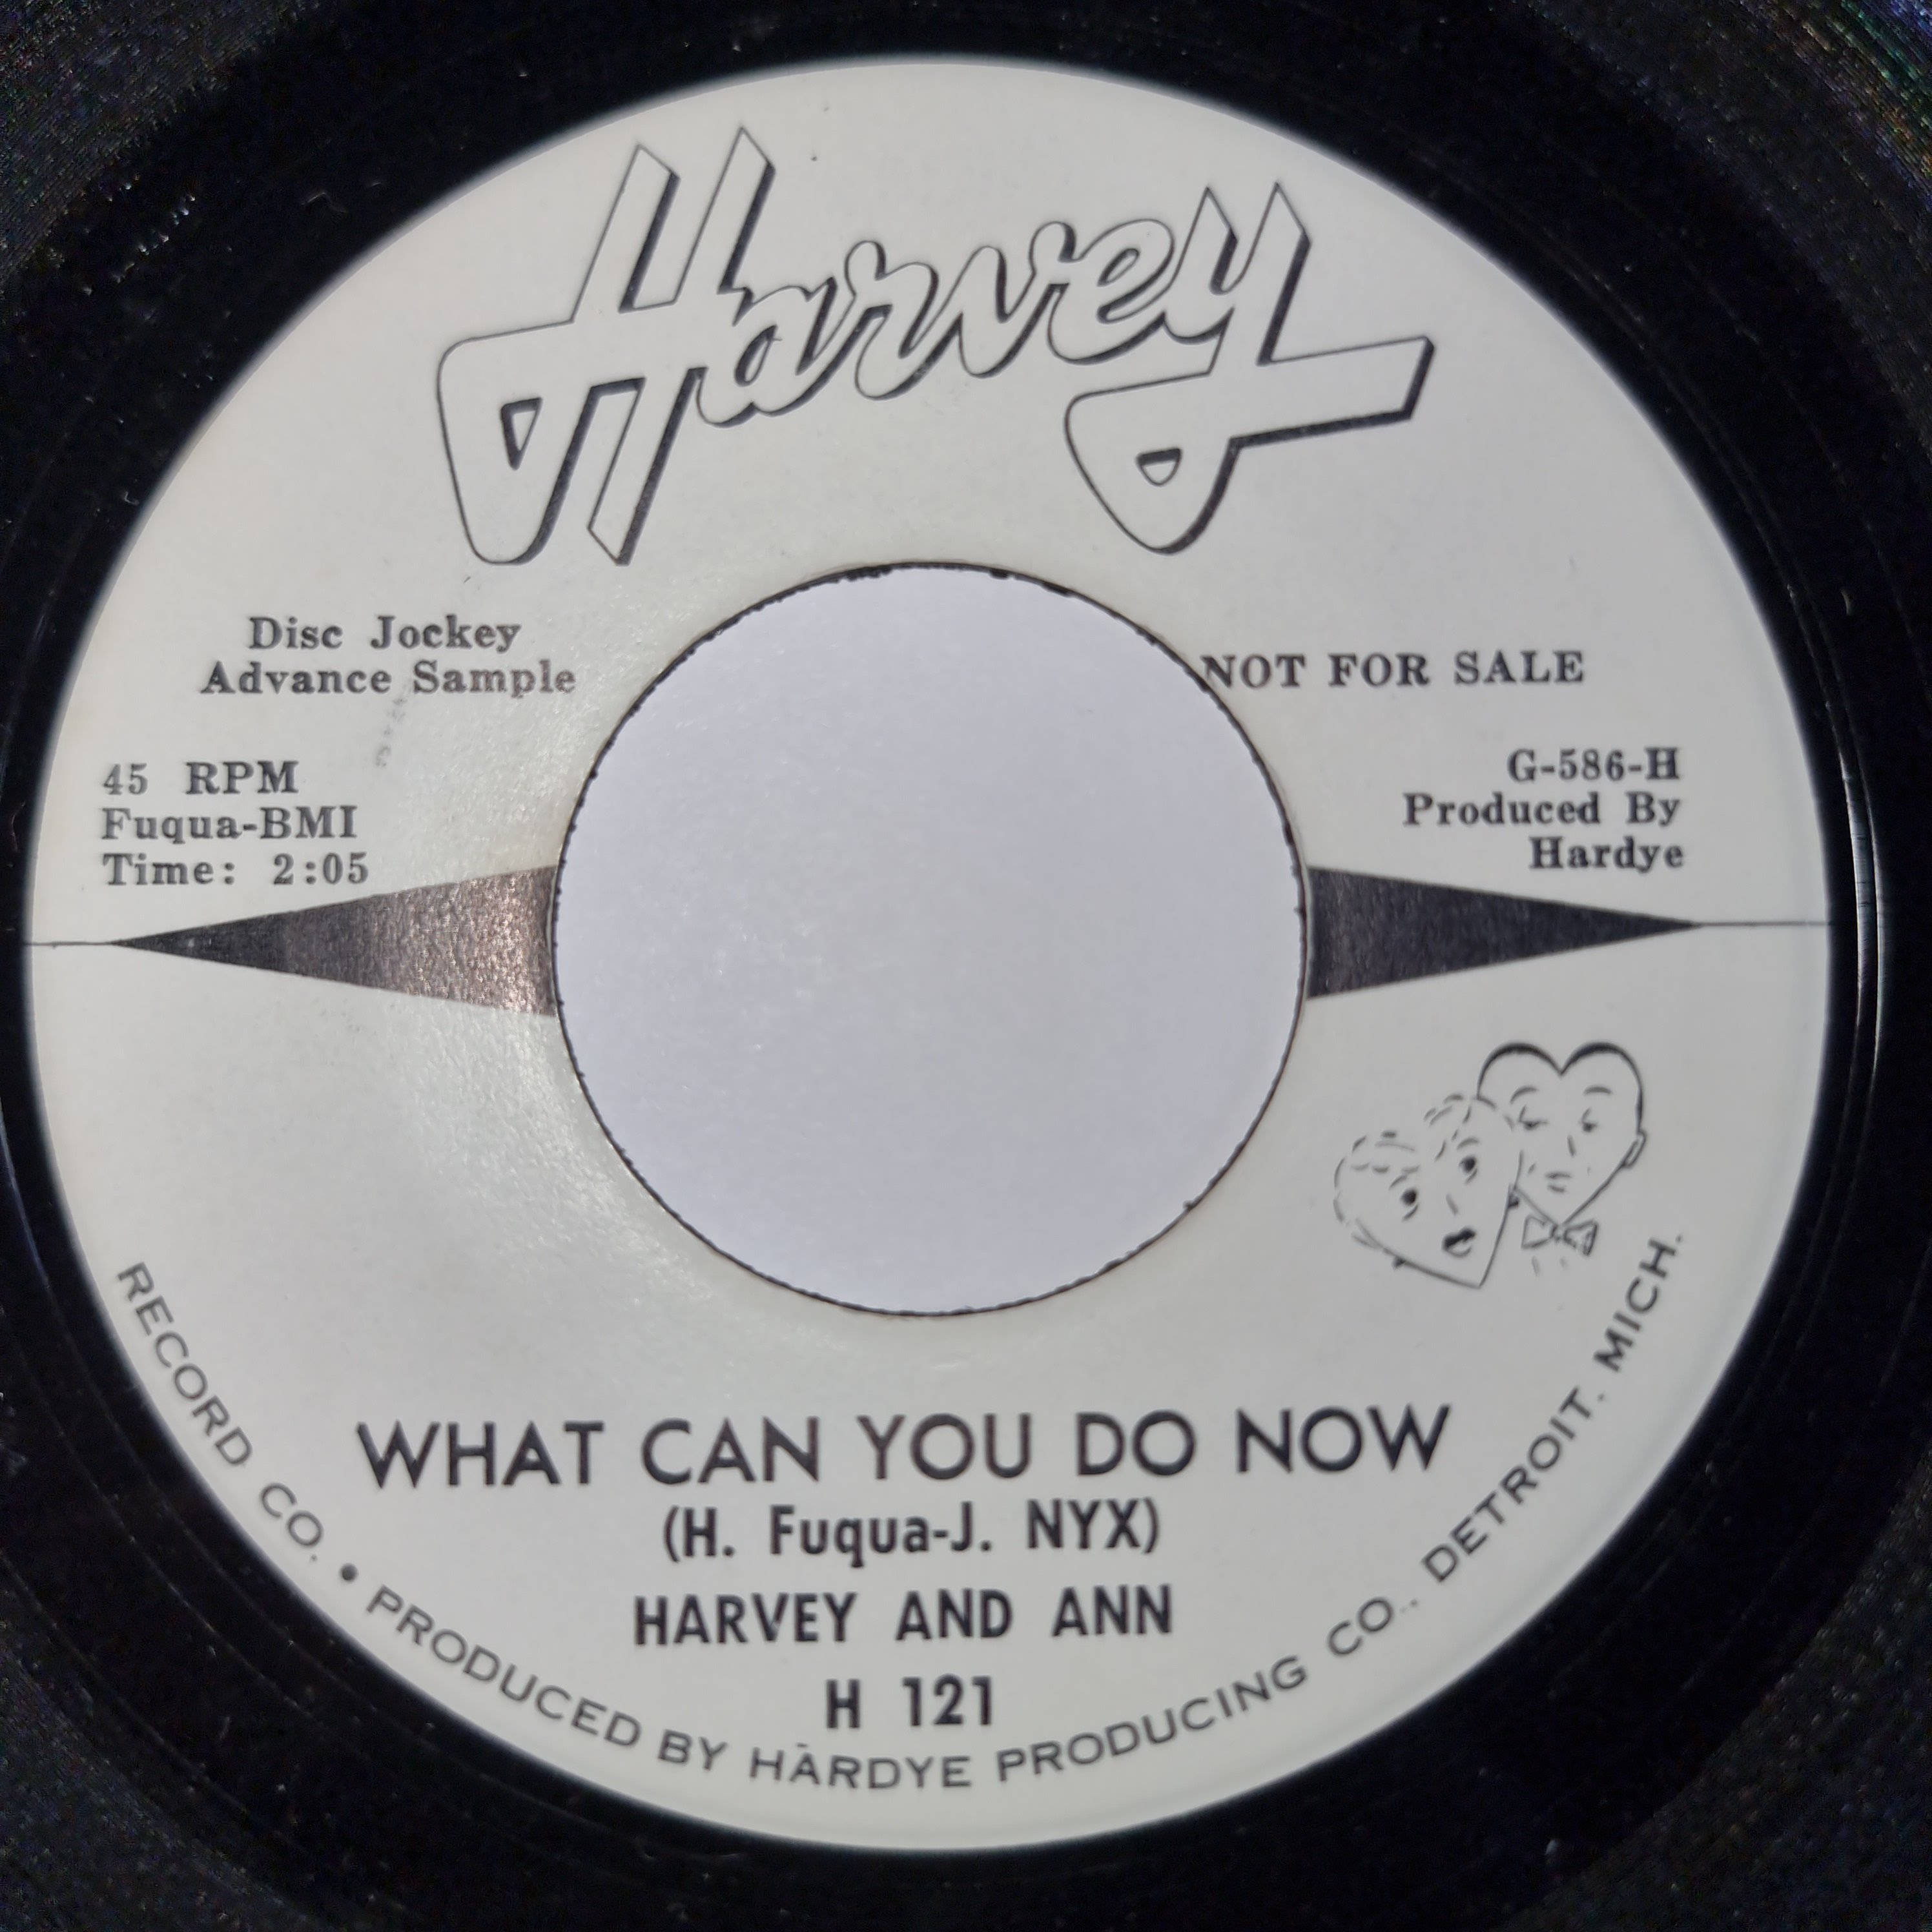 Harvey
Disc Jockey
Advance Sample
NOT FOR SALE
45 RPM
Fuqua-BMI
Time: 2:05
G-586-H
Produced By
Hardye
WHAT CAN YOU DO NOW
(H. Fuqua-J. NYX)
HARVEY AND ANN
H 121
RECORD CO. • PRODUCED BY HARDYE PRODUCING CO., DETROIT. MICH.